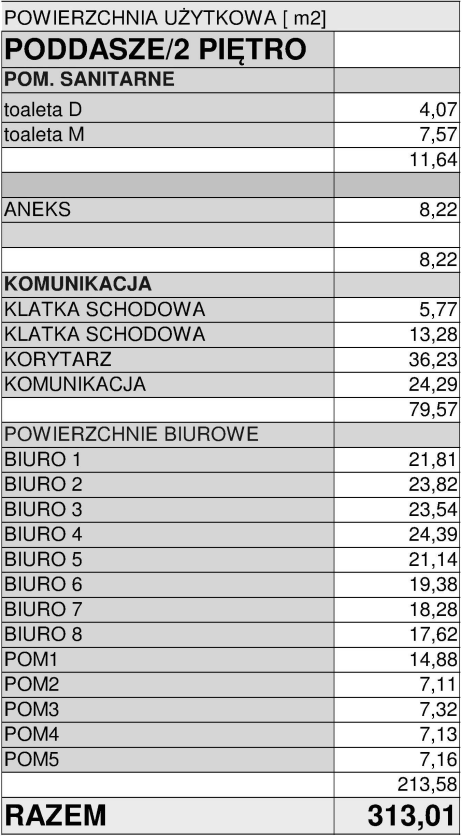 POWIERZCHNIA UŻYTKOWA [ m2]
PODDASZE/2 PIĘTRO
POM. SANITARNE
toaleta D 4,07
toaleta M 7,57
11,64
ANEKS 8,22
8,22
KOMUNIKACJA
KLATKA SCHODOWA 5,77
KLATKA SCHODOWA 13,28
KORYTARZ 36,23
KOMUNIKACJA 24,29
79,57
POWIERZCHNIE BIUROWE
BIURO 1 21,81
BIURO 2 23,82
BIURO 3 23,54
BIURO 4 24,39
BIURO 5 21,14
BIURO 6 19,38
BIURO 7 18,28
BIURO 8 17,62
POM1 14,88
POM2 7,11
POM3 7,32
POM4 7,13
POM5 7,16
213,58
RAZEM 313,01